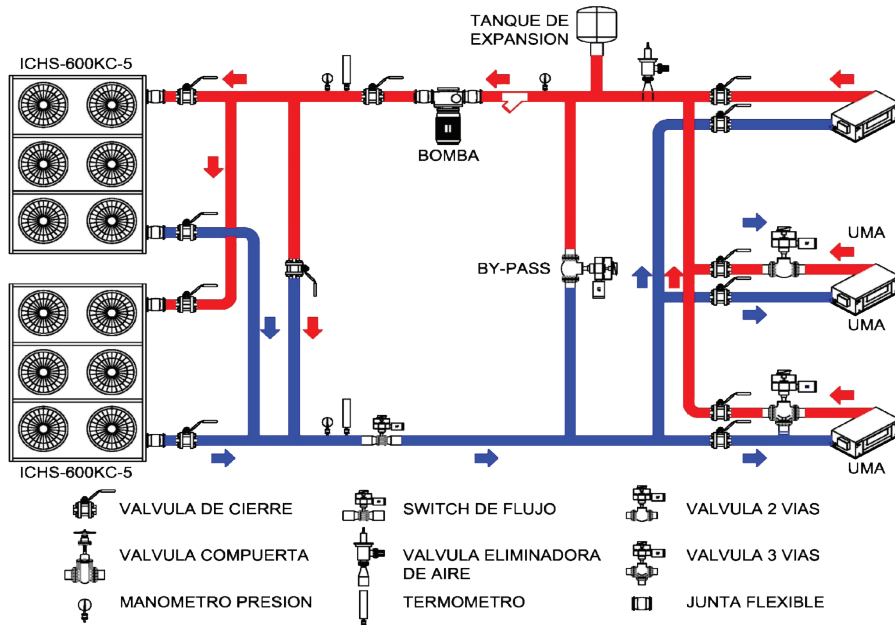 TANQUE DE
EXPANSION
ICHS-600KC-5
BOMBA
UMA
BY-PASS
UMA
UMA
ICHS-600KC-5
VALVULA DE CIERRE
SWITCH DE FLUJO
VALVULA 2 VIAS
VALVULA COMPUERTA
VALVULA ELIMINADORA
DE AIRE
VALVULA 3 VIAS
MANOMETRO PRESION
TERMOMETRO
JUNTA FLEXIBLE